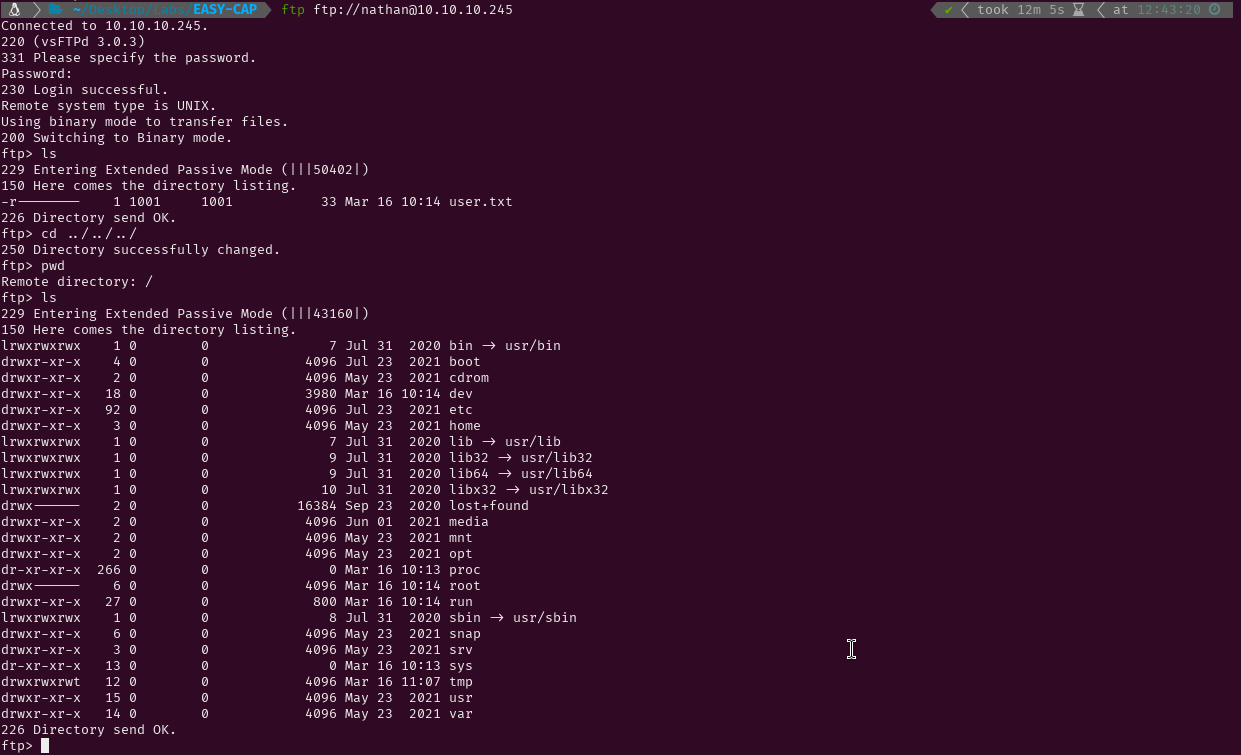 ~/Desktop/Labs/EASY-CAP ftp ftp://nathan@10.10.10.245 ✔ took 12m 5s at 12:43:20
Connected to 10.10.10.245.
220 (vsFTPd 3.0.3)
331 Please specify the password.
Password:
230 Login successful.
Remote system type is UNIX.
Using binary mode to transfer files.
200 Switching to Binary mode.
ftp> ls
229 Entering Extended Passive Mode (|||50402|)
150 Here comes the directory listing.
-r--------    1 1001     1001           33 Mar 16 10:14 user.txt
226 Directory send OK.
ftp> cd ../../../
250 Directory successfully changed.
ftp> pwd
Remote directory: /
ftp> ls
229 Entering Extended Passive Mode (|||43160|)
150 Here comes the directory listing.
lrwxrwxrwx    1 0        0               7 Jul 31  2020 bin -> usr/bin
drwxr-xr-x    4 0        0            4096 Jul 23  2021 boot
drwxr-xr-x    2 0        0            4096 May 23  2021 cdrom
drwxr-xr-x   18 0        0            3980 Mar 16 10:14 dev
drwxr-xr-x   92 0        0            4096 Jul 23  2021 etc
drwxr-xr-x    3 0        0            4096 May 23  2021 home
lrwxrwxrwx    1 0        0               7 Jul 31  2020 lib -> usr/lib
lrwxrwxrwx    1 0        0               9 Jul 31  2020 lib32 -> usr/lib32
lrwxrwxrwx    1 0        0               9 Jul 31  2020 lib64 -> usr/lib64
lrwxrwxrwx    1 0        0              10 Jul 31  2020 libx32 -> usr/libx32
drwx------    2 0        0           16384 Sep 23  2020 lost+found
drwxr-xr-x    2 0        0            4096 Jun 01  2021 media
drwxr-xr-x    2 0        0            4096 May 23  2021 mnt
drwxr-xr-x    2 0        0            4096 May 23  2021 opt
dr-xr-xr-x  266 0        0               0 Mar 16 10:13 proc
drwx------    6 0        0            4096 Mar 16 10:14 root
drwxr-xr-x   27 0        0             800 Mar 16 10:14 run
lrwxrwxrwx    1 0        0               8 Jul 31  2020 sbin -> usr/sbin
drwxr-xr-x    6 0        0            4096 May 23  2021 snap
drwxr-xr-x    3 0        0            4096 May 23  2021 srv
dr-xr-xr-x   13 0        0               0 Mar 16 10:13 sys
drwxrwxrwt   12 0        0            4096 Mar 16 11:07 tmp
drwxr-xr-x   15 0        0            4096 May 23  2021 usr
drwxr-xr-x   14 0        0            4096 May 23  2021 var
226 Directory send OK.
ftp>